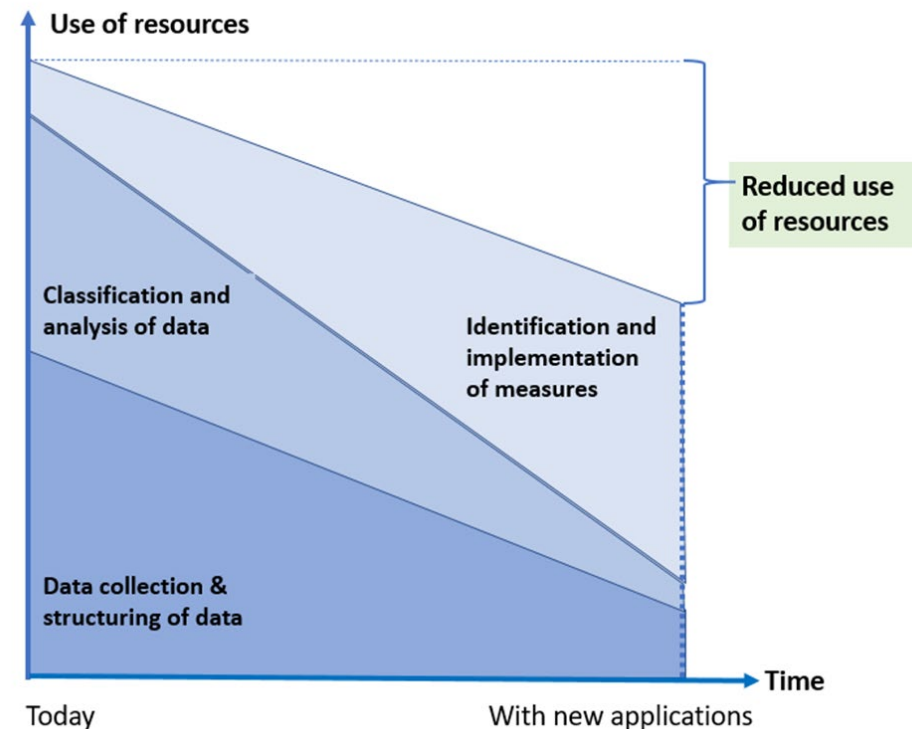 Use of resources
Reduced use
of resources
Classification and
analysis of data
Identification and
implementation
of measures
Data collection &
structuring of data
Time
Today
With new applications